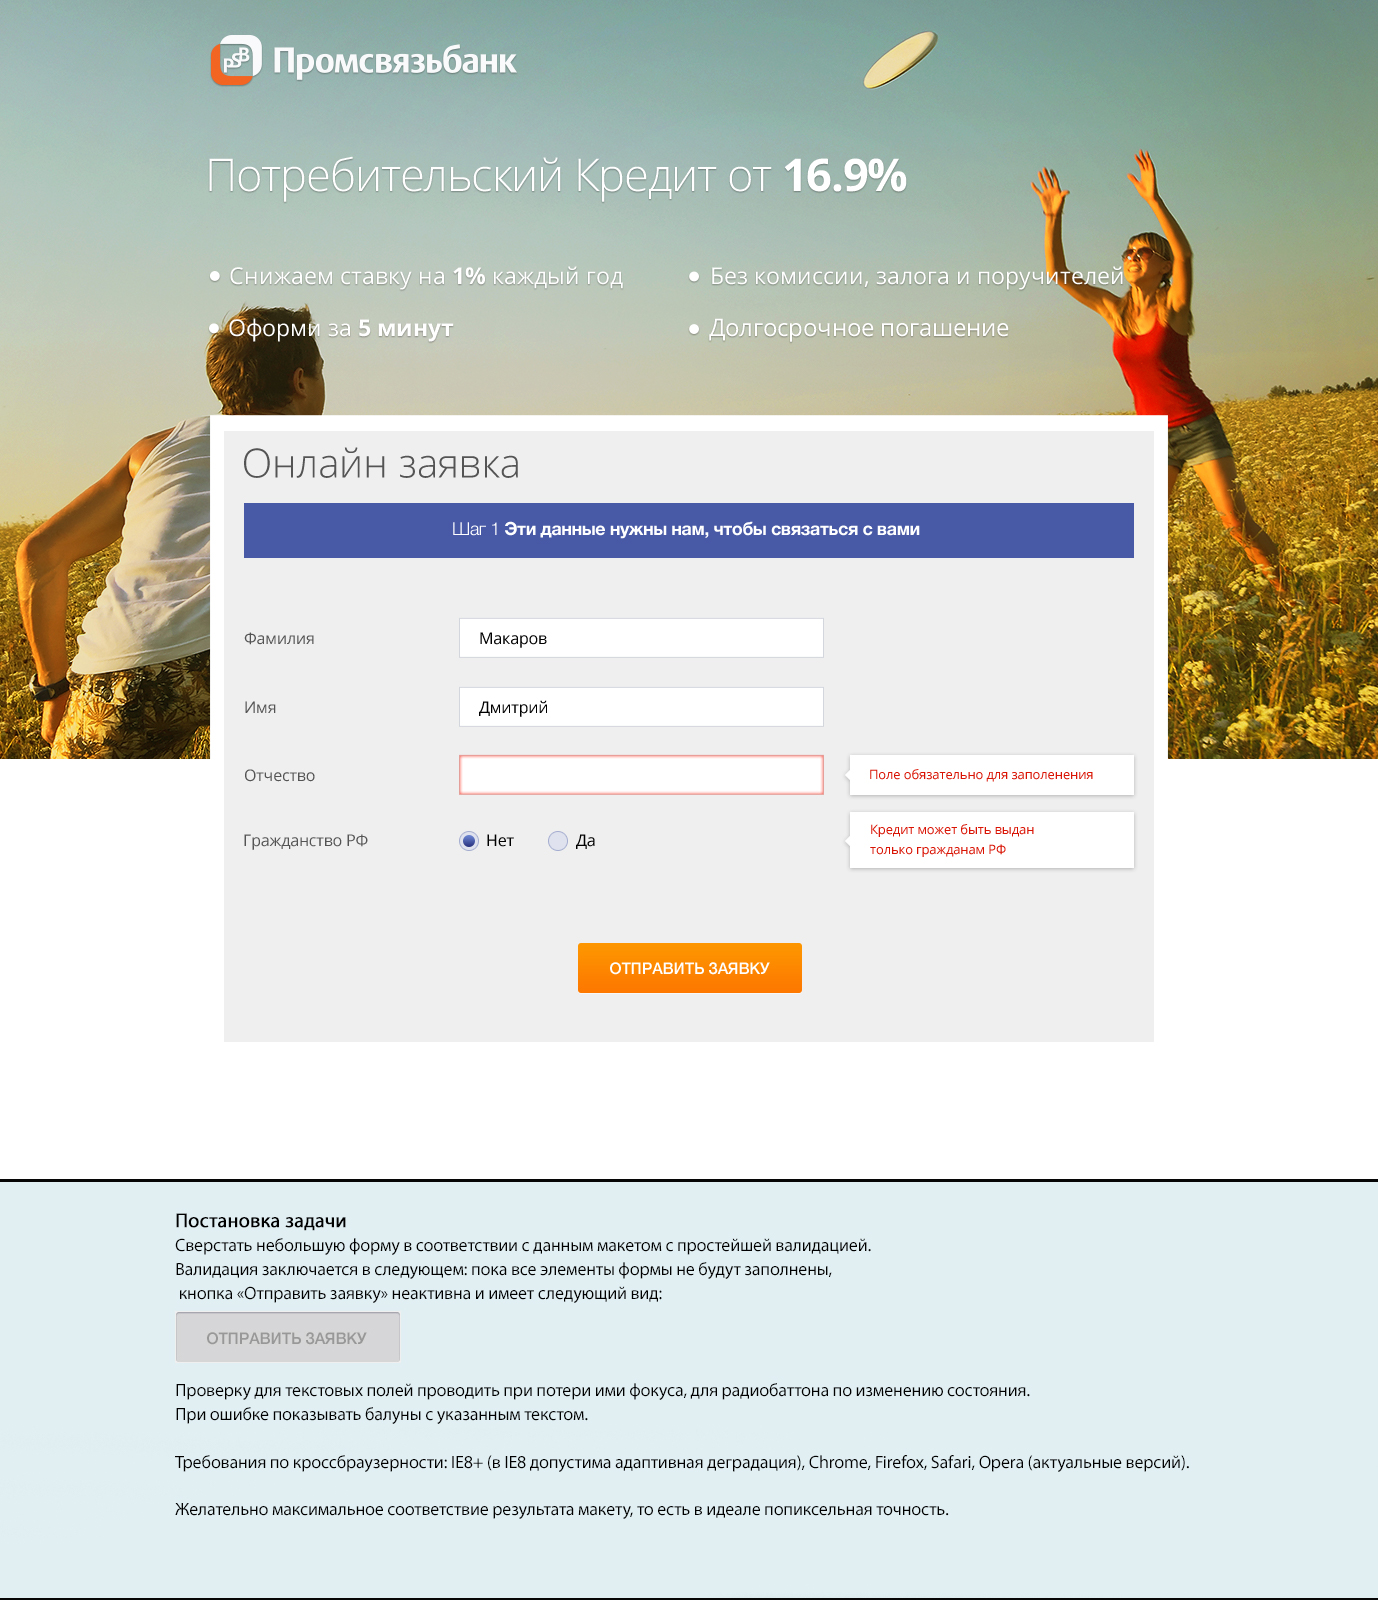 PSB Промсвязьбанк
Потребительский Кредит от 16.9%
Снижаем ставку на 1% каждый год
Без комиссии, залога и поручителей
Оформи за 5 минут
Долгосрочное погашение
Онлайн заявка
Шаг 1 Эти данные нужны нам, чтобы связаться с вами
Фамилия
Макаров
Имя
Дмитрий
Отчество
Поле обязательно для заполенения
Гражданство РФ
Нет
Да
Кредит может быть выдан
только гражданам РФ
ОТПРАВИТЬ ЗАЯВКУ
Постановка задачи
Сверстать небольшую форму в соответствии с данным макетом с простейшей валидацией.
Валидация заключается в следующем: пока все элементы формы не будут заполнены,
кнопка «Отправить заявку» неактивна и имеет следующий вид:
ОТПРАВИТЬ ЗАЯВКУ
Проверку для текстовых полей проводить при потери ими фокуса, для радиобаттона по изменению состояния.
При ошибке показывать балуны с указанным текстом.
Требования по кроссбраузерности: IE8+ (в IE8 допустима адаптивная деградация), Chrome, Firefox, Safari, Opera (актуальные версий).
Желательно максимальное соответствие результата макету, то есть в идеале попиксельная точность.